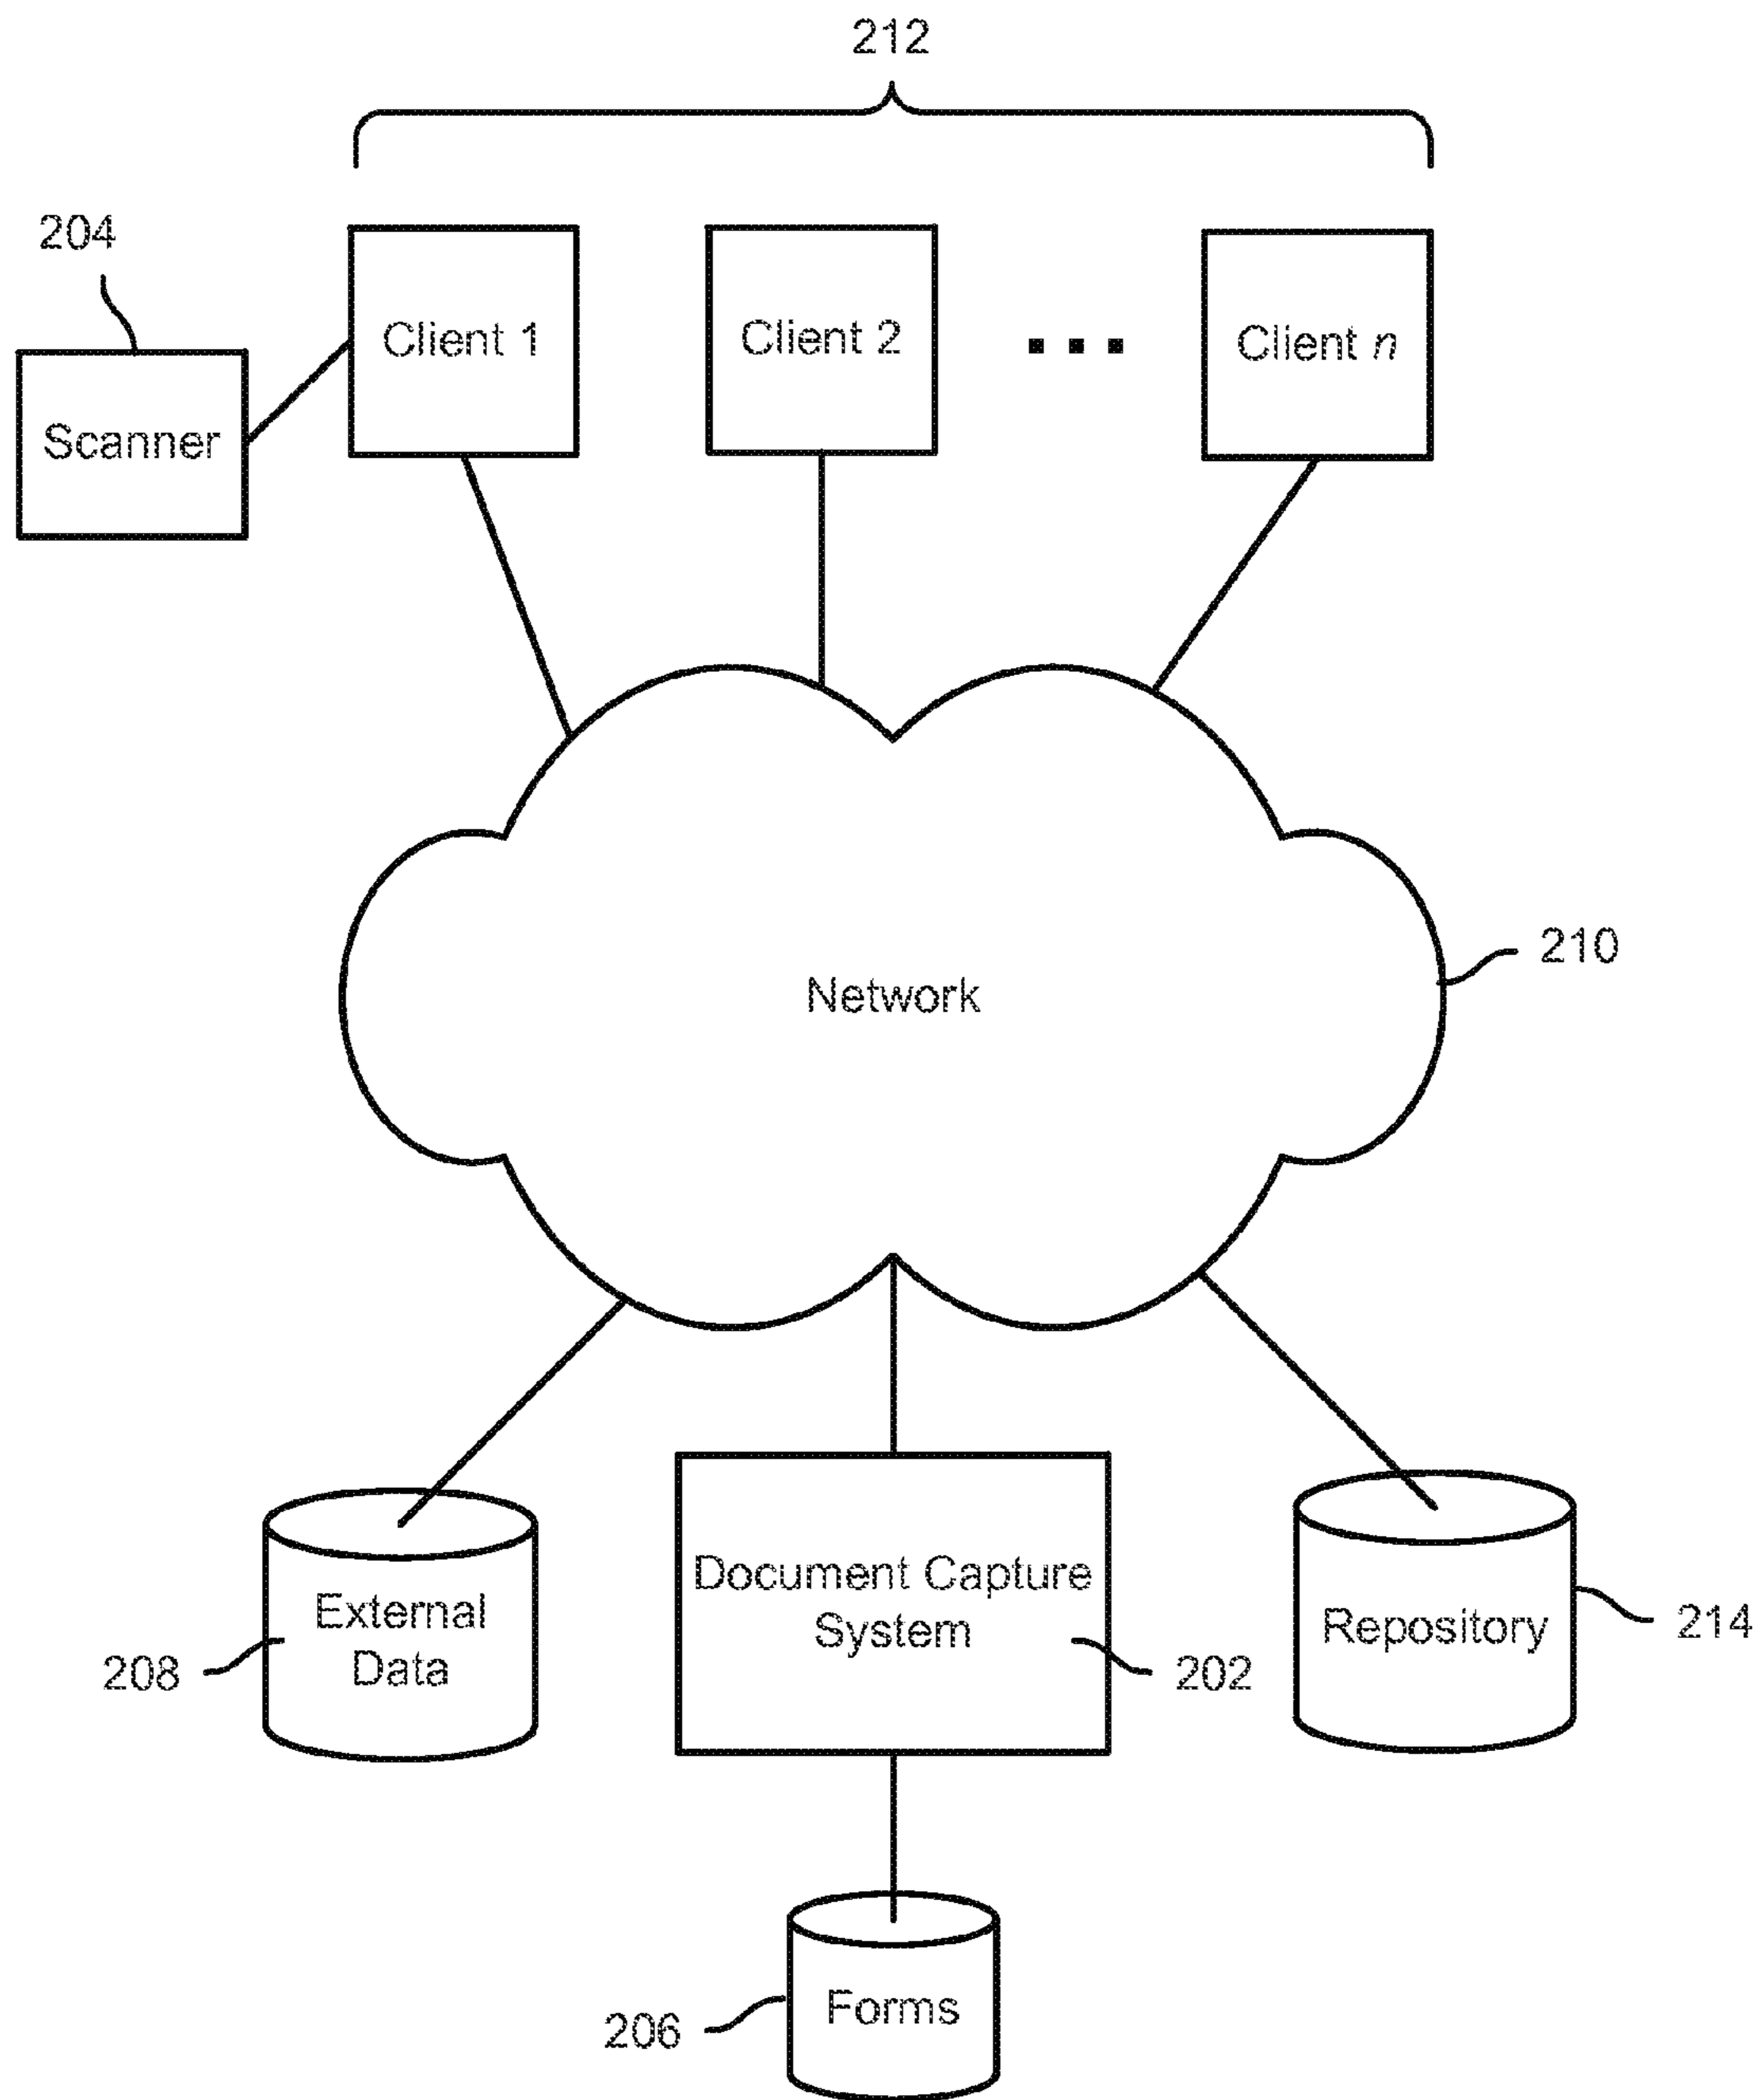 212
204
Client 1
Client 2
...
Client n
Scanner
210
Network
External
Data
208
Document Capture
System
202
Repository
214
Forms
206